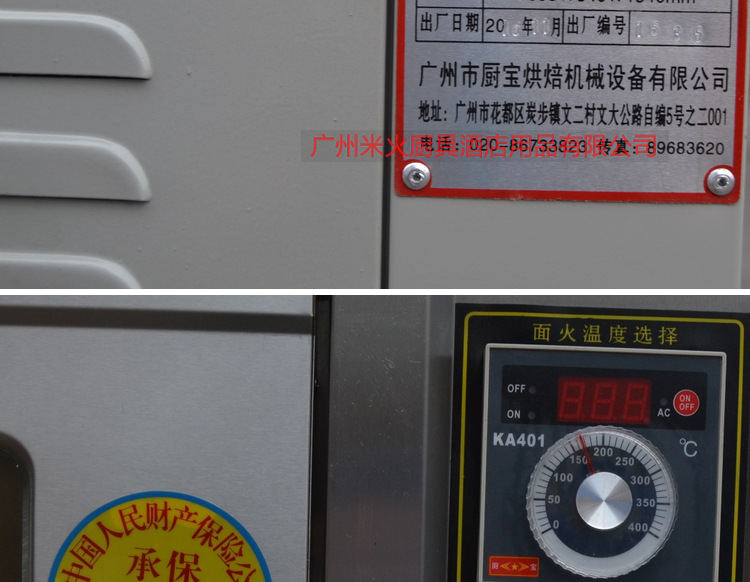 出厂日期 20 年 月 出厂编号
广州市厨宝烘焙机械设备有限公司
地址：广州市花都区炭步镇文二村文大公路自编5号之二001
广州米火厨具酒店用品有限公司
电话：020-86733823 传真：89683620
面火温度选择
OFF
ON
AC
ON
OFF
KA401
℃
0 50 100 150 200 250 300 350 400
厨 宝
中国人民财产保险公
承保